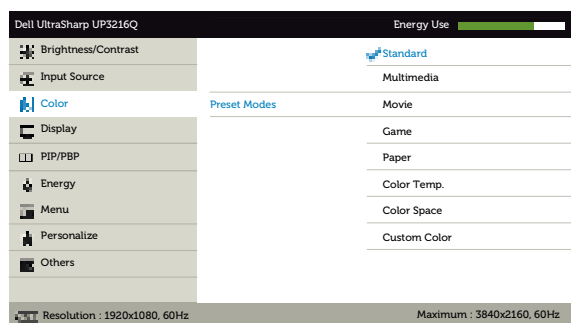 Dell UltraSharp UP3216Q Energy Use
Brightness/Contrast Standard
Input Source Multimedia
Color Preset Modes Movie
Display Game
PIP/PBP Paper
Energy Color Temp.
Menu Color Space
Personalize Custom Color
Others
Resolution : 1920x1080, 60Hz Maximum : 3840x2160, 60Hz